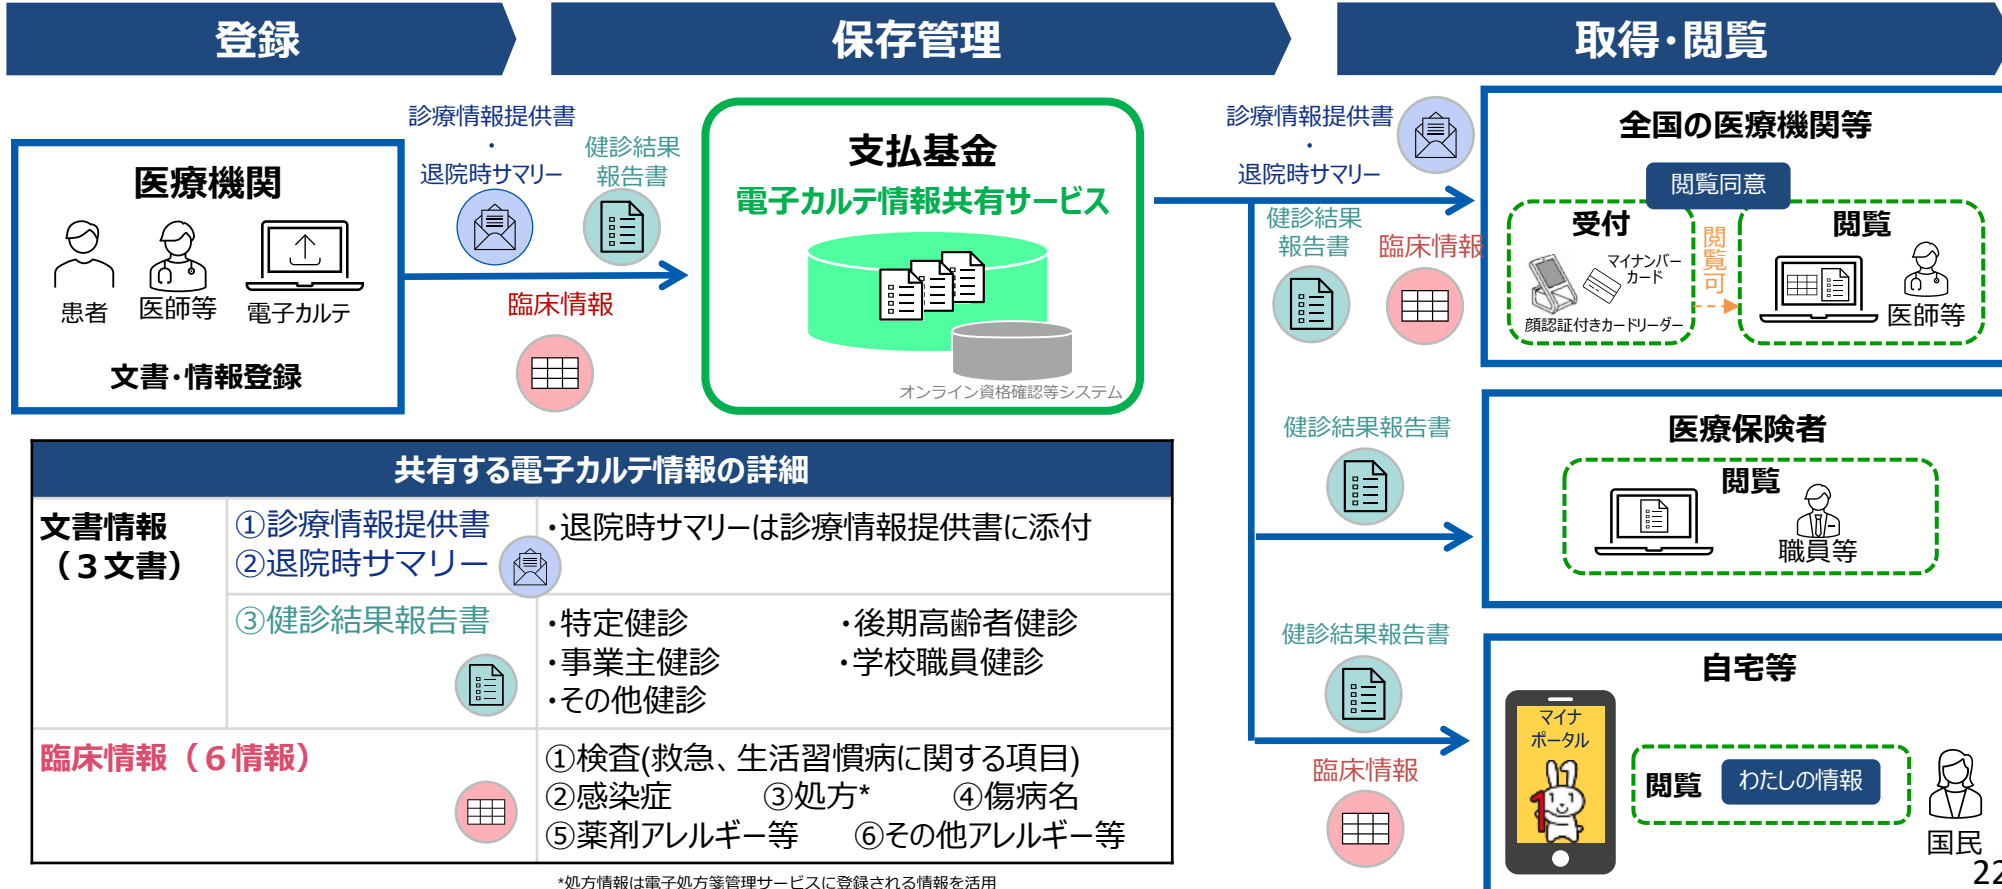 登録
保存管理
取得・閲覧
医療機関
患者
医師等
電子カルテ
文書・情報登録
診療情報提供書
・
退院時サマリー
健診結果
報告書
臨床情報
支払基金
電子カルテ情報共有サービス
オンライン資格確認等システム
診療情報提供書
・
退院時サマリー
健診結果
報告書
臨床情報
全国の医療機関等
閲覧同意
受付
マイナンバー
カード
顔認証付きカードリーダー
閲覧可
閲覧
医師等
健診結果報告書
医療保険者
閲覧
職員等
健診結果報告書
臨床情報
自宅等
マイナ
ポータル
1
閲覧
わたしの情報
国民
共有する電子カルテ情報の詳細
文書情報
（３文書）
①診療情報提供書
②退院時サマリー
・退院時サマリーは診療情報提供書に添付
③健診結果報告書
・特定健診 ・後期高齢者健診
・事業主健診 ・学校職員健診
・その他健診
臨床情報（６情報）
①検査(救急、生活習慣病に関する項目)
②感染症 ③処方* ④傷病名
⑤薬剤アレルギー等 ⑥その他アレルギー等
*処方情報は電子処方箋管理サービスに登録される情報を活用
22